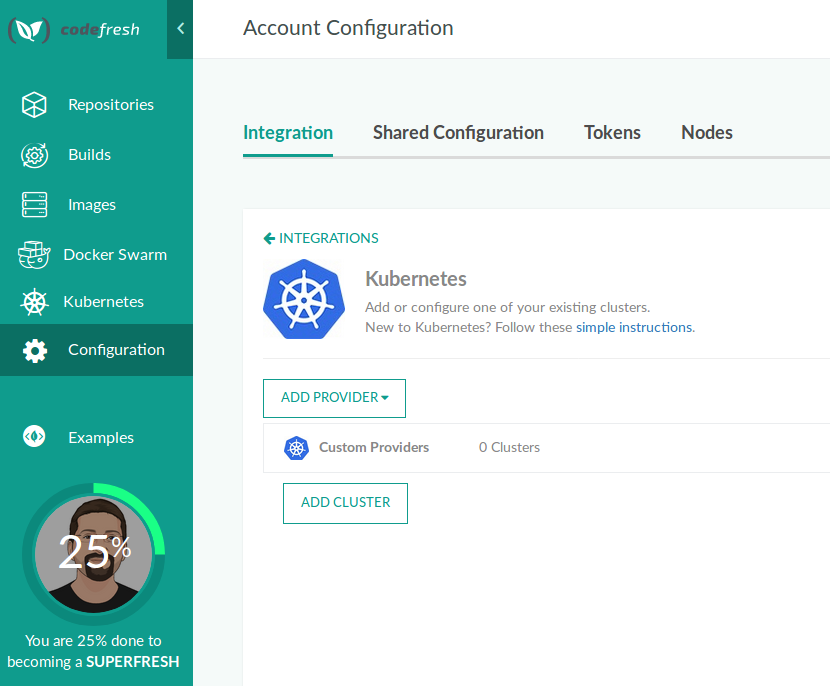 codefresh
Account Configuration
Repositories
Builds
Images
Docker Swarm
Kubernetes
Configuration
Examples
25%
You are 25% done to
becoming a SUPERFRESH
Integration
Shared Configuration
Tokens
Nodes
INTEGRATIONS
Kubernetes
Add or configure one of your existing clusters.
New to Kubernetes? Follow these simple instructions.
ADD PROVIDER
Custom Providers
0 Clusters
ADD CLUSTER